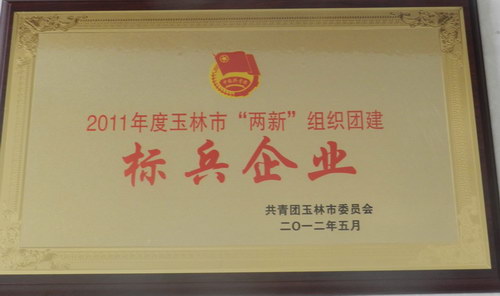 2011年度玉林市“两新”组织团建
标兵企业
共青团玉林市委员会
二〇一二年五月